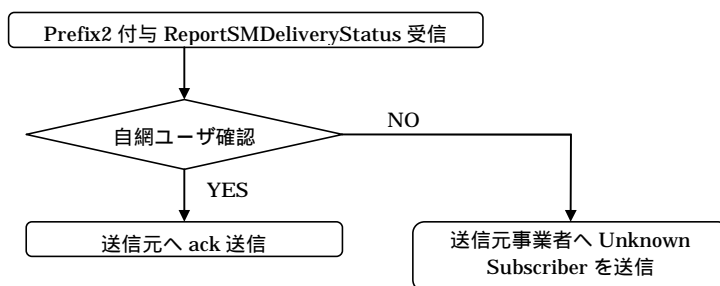 Prefix2 付与 ReportSMDeliveryStatus 受信
自網ユーザ確認
NO
YES
送信元へ ack 送信
送信元事業者へ Unknown
Subscriber を送信